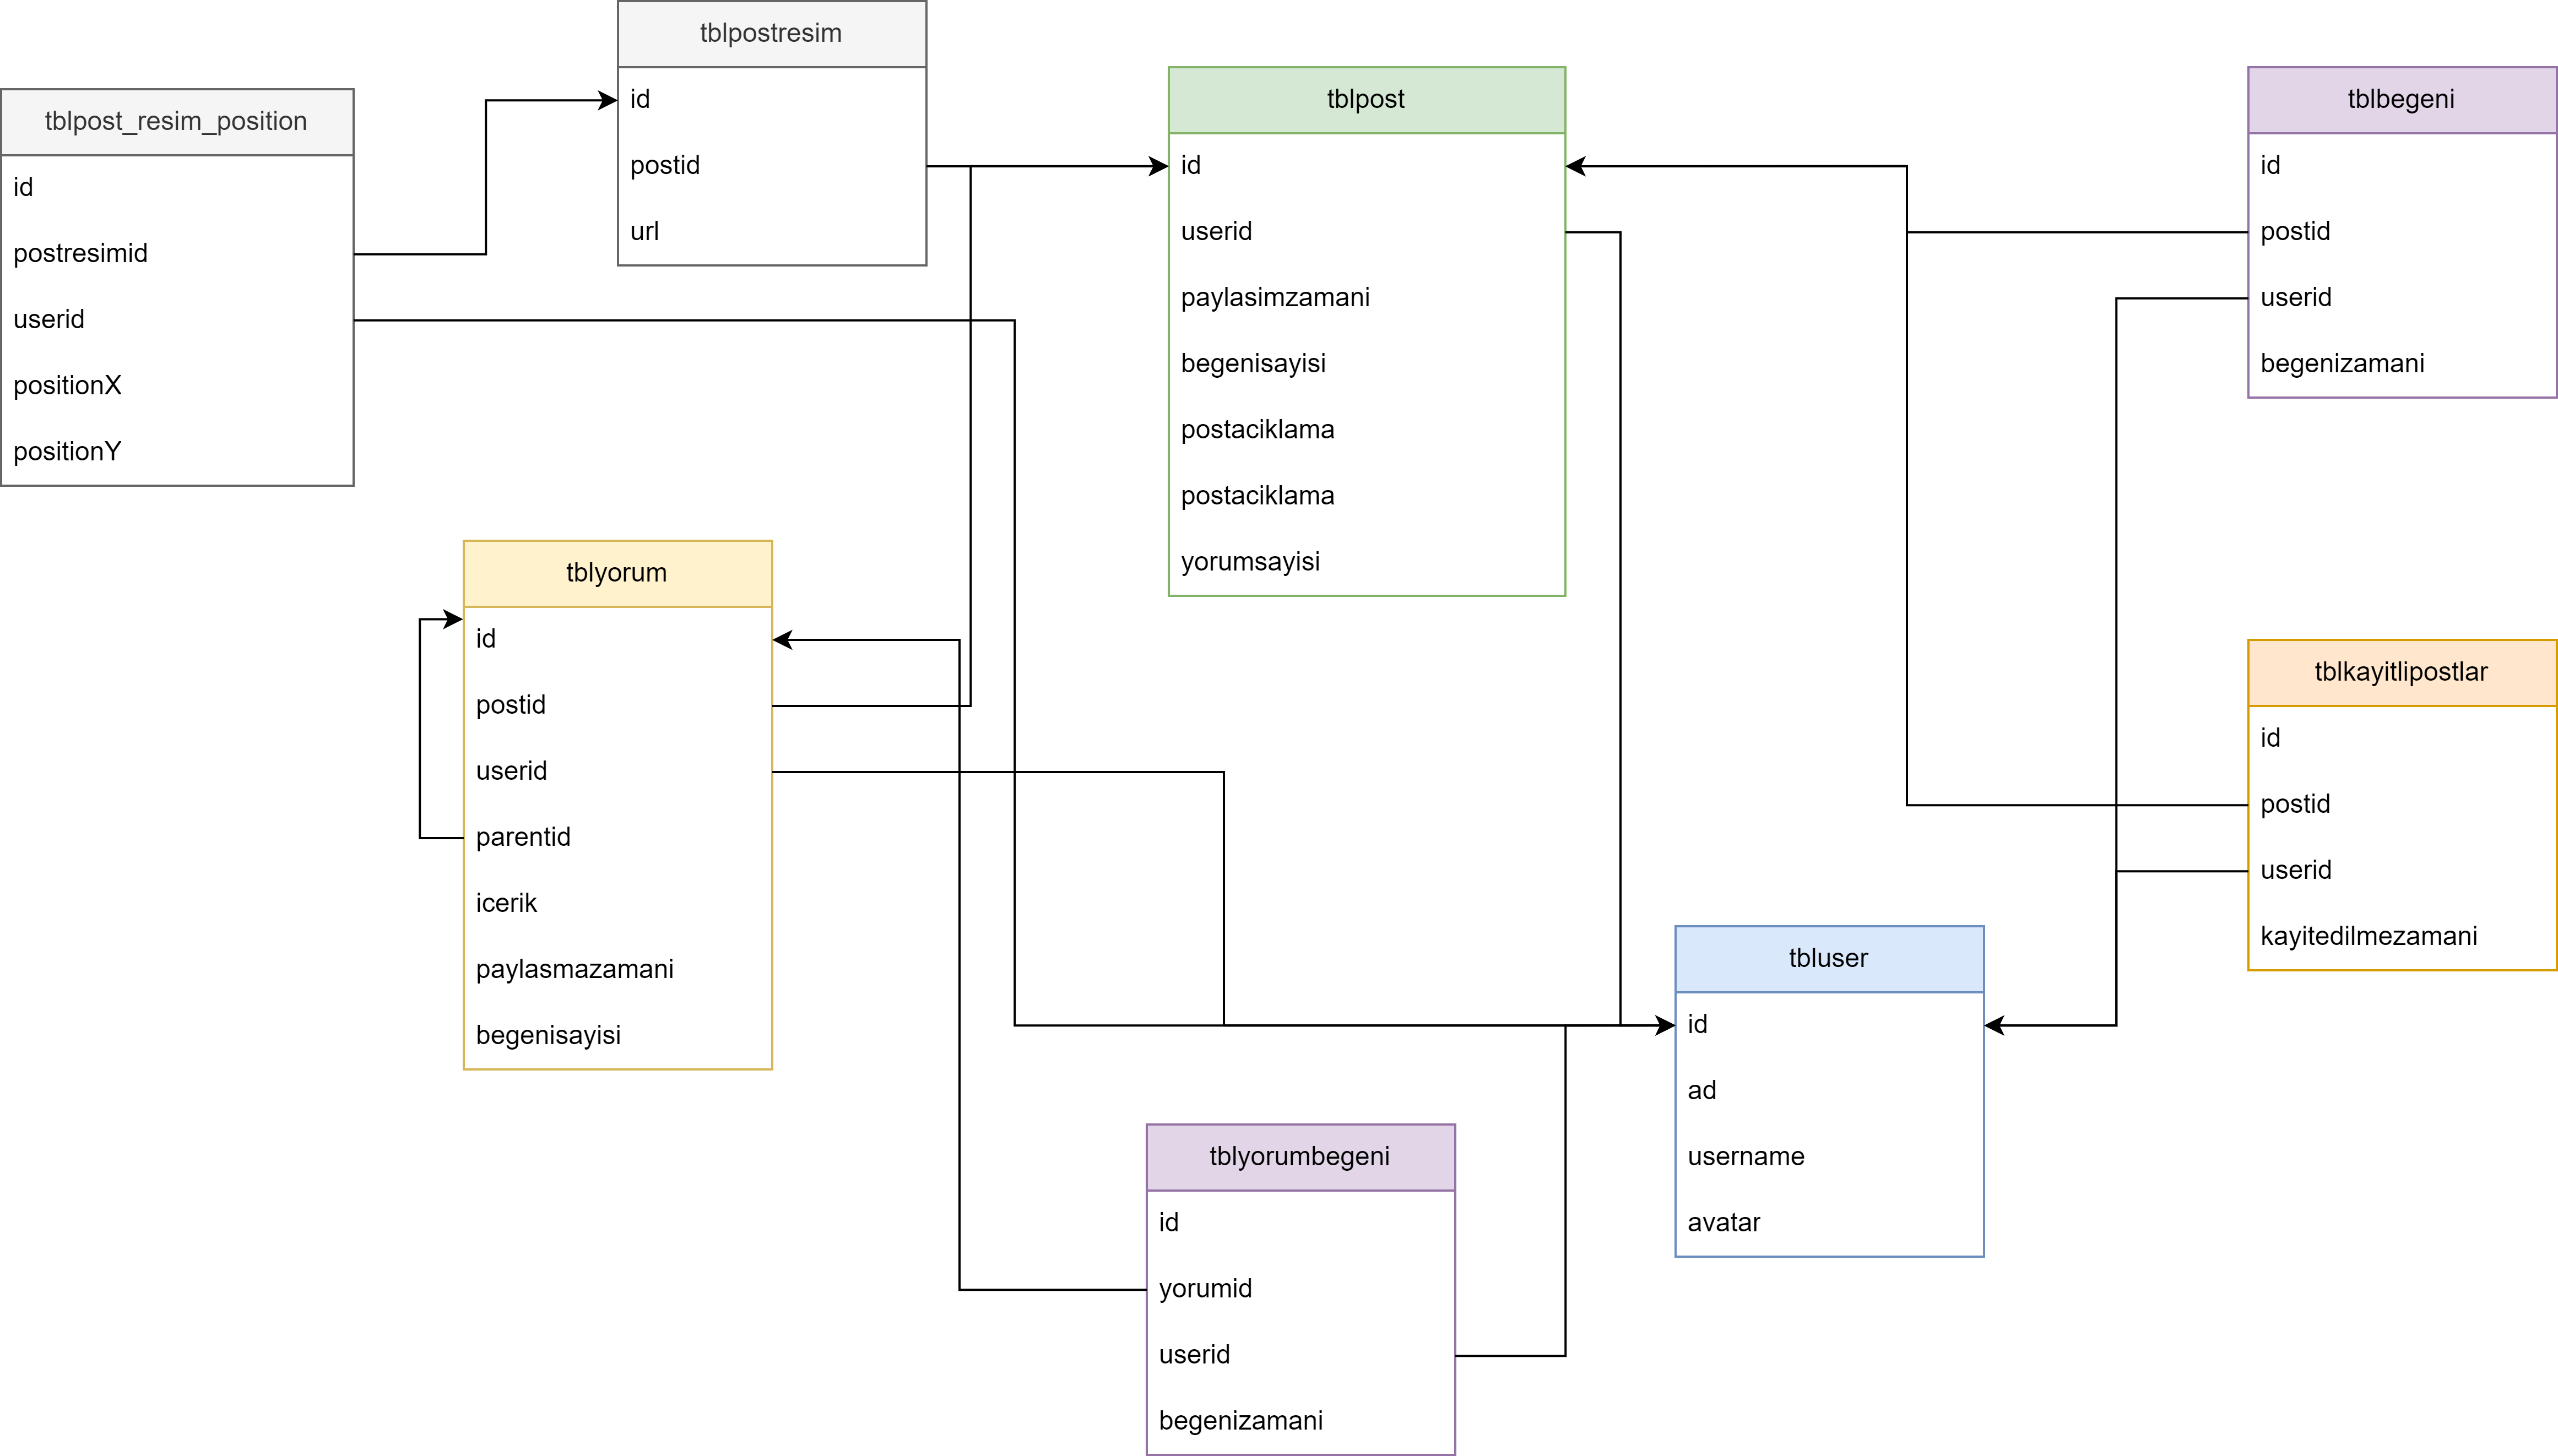 tblpostresim
id
postid
url
tblpost_resim_position
id
postresimid
userid
positionX
positionY
tblpost
id
userid
paylasimzamani
begenisayisi
postaciklama
postaciklama
yorumsayisi
tblbegeni
id
postid
userid
begenizamani
tblyorum
id
postid
userid
parentid
icerik
paylasmazamani
begenisayisi
tblkayitlipostlar
id
postid
userid
kayitedilmezamani
tbluser
id
ad
username
avatar
tblyorumbegeni
id
yorumid
userid
begenizamani